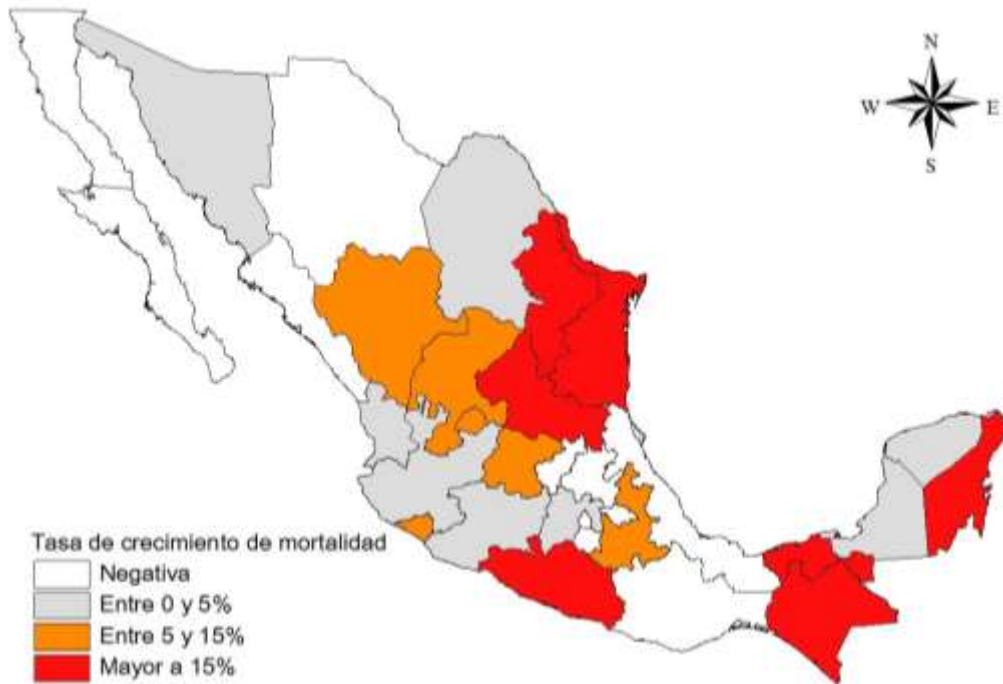 N
W E
S
Tasa de crecimiento de mortalidad
Negativa
Entre 0 y 5%
Entre 5 y 15%
Mayor a 15%